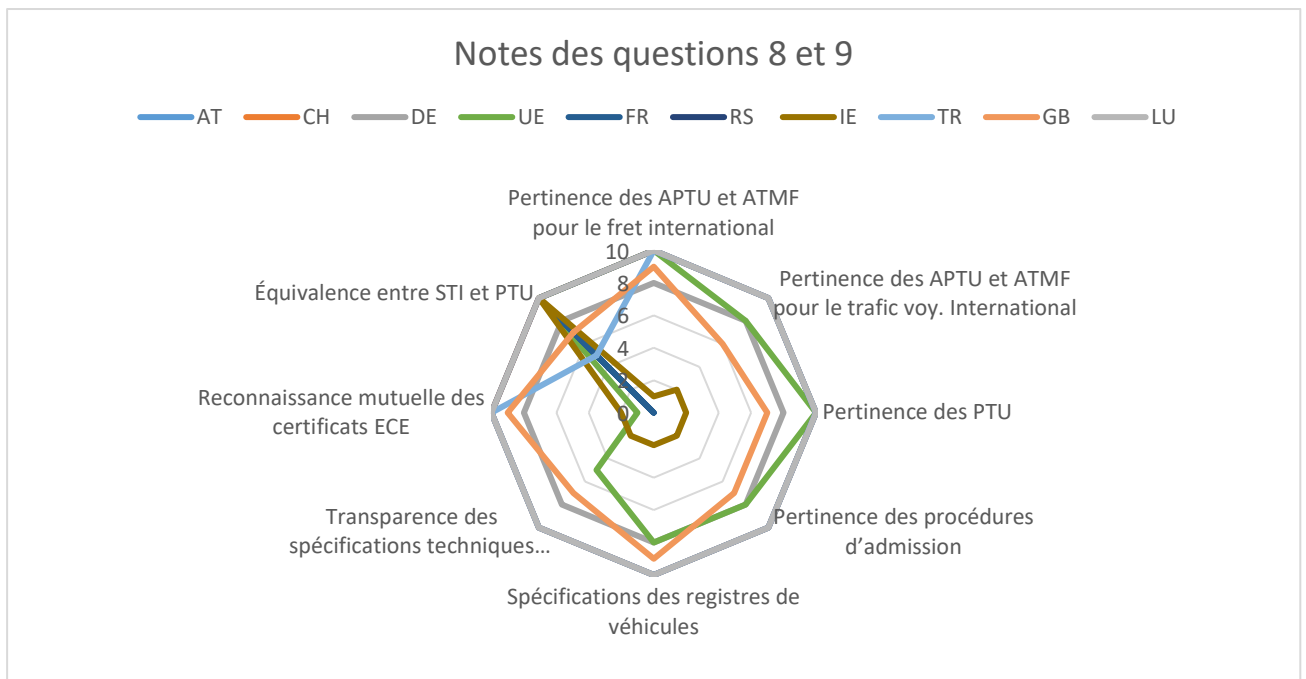 Notes des questions 8 et 9
AT CH DE UE FR RS IE TR GB LU
Pertinence des APTU et ATMF
pour le fret international
Pertinence des APTU et ATMF
pour le trafic voy. International
Pertinence des PTU
Pertinence des procédures
d’admission
Spécifications des registres de
véhicules
Transparence des
spécifications techniques...
Reconnaissance mutuelle des
certificats ECE
Équivalence entre STI et PTU
10
8
6
4
2
0